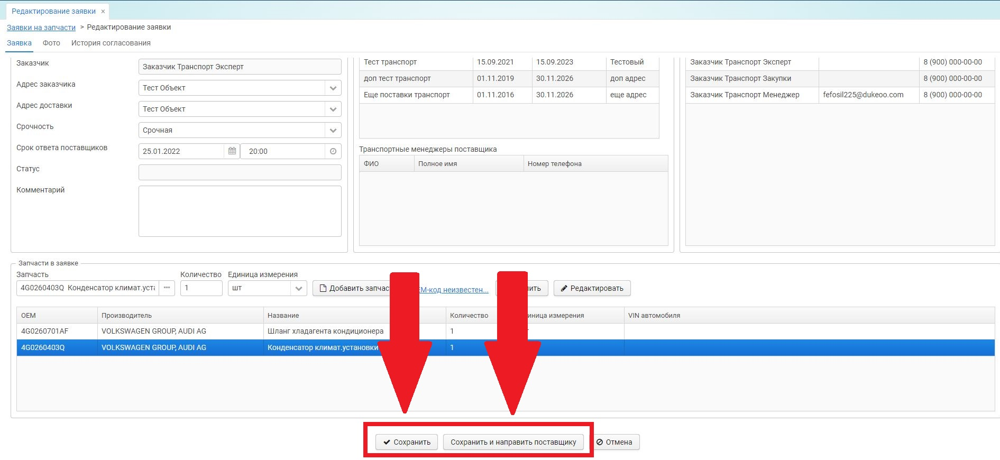 Редактирование заявки ×
Заявки на запчасти > Редактирование заявки
Заявка Фото История согласования
Заказчик Заказчик Транспорт Эксперт
Адрес заказчика Тест Объект
Адрес доставки Тест Объект
Срочность Срочная
Срок ответа поставщиков 25.01.2022 20:00
Статус
Комментарий
Тест транспорт 15.09.2021 15.09.2023 Тестовый
доп тест транспорт 01.11.2019 30.11.2026 доп адрес
Еще поставки транспорт 01.11.2016 30.11.2026 еще адрес
Транспортные менеджеры поставщика
ФИО Полное имя Номер телефона
Заказчик Транспорт Эксперт 8 (900) 000-00-00
Заказчик Транспорт Закупки 8 (900) 000-00-00
Заказчик Транспорт Менеджер fefosil225@dukeoo.com 8 (900) 000-00-00
Запчасти в заявке
Запчасть Количество Единица измерения
4G0260403Q Конденсатор климат.уста 1 шт Добавить запчас ЕМ-код неизвестен... ить Редактировать
OEM Производитель Название Количество иница измерения VIN автомобиля
4G0260701AF VOLKSWAGEN GROUP, AUDI AG Шланг хладагента кондиционера 1
4G0260403Q VOLKSWAGEN GROUP, AUDI AG Конденсатор климат.установки 1
Сохранить Сохранить и направить поставщику Отмена